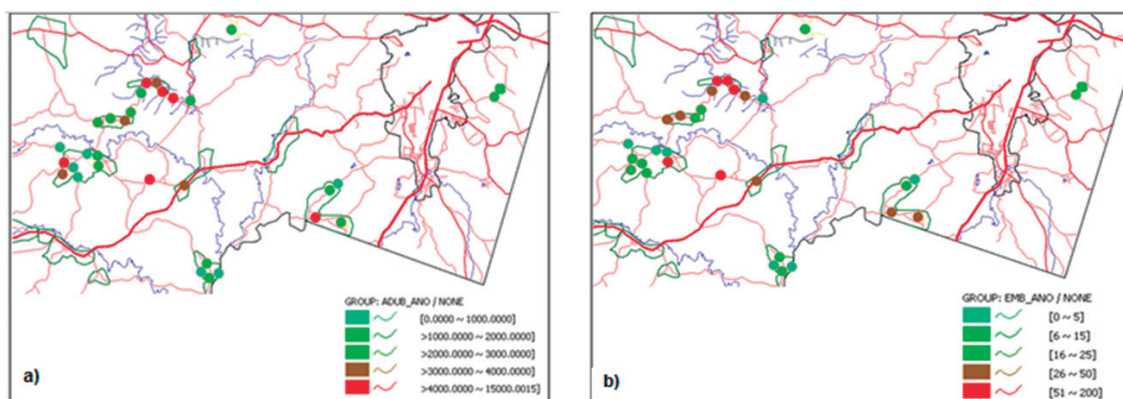 GROUP: ADUB_ANO / NONE
[0.0000 ~ 1000.0000]
>1000.0000 ~ 2000.0000]
>2000.0000 ~ 3000.0000]
>3000.0000 ~ 4000.0000]
>4000.0000 ~ 15000.0015]
a)
GROUP: EMB_ANO / NONE
[0 ~ 5]
[6 ~ 15]
[16 ~ 25]
[26 ~ 50]
[51 ~ 200]
b)